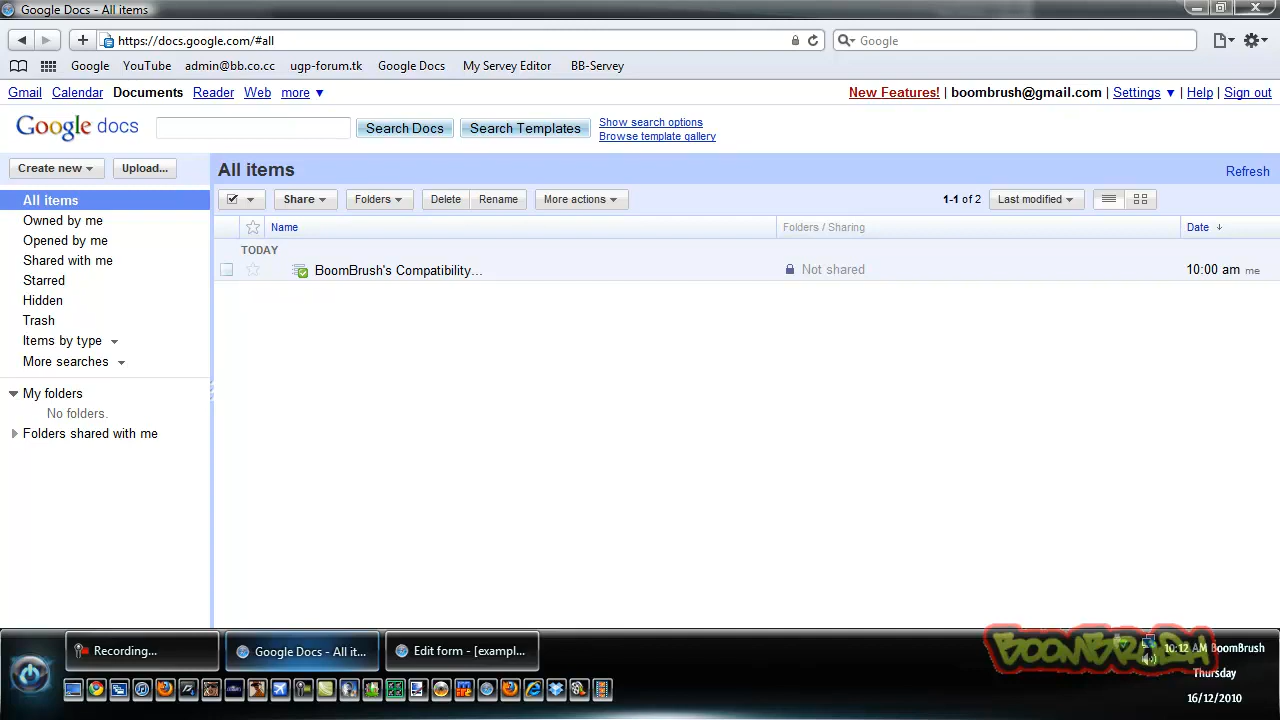 Google Docs - All items
https://docs.google.com/#all
Google
Google YouTube admin@bb.co.cc ugp-forum.tk Google Docs My Servey Editor BB-Servey
Gmail Calendar Documents Reader Web more ▼ New Features! | boombrush@gmail.com | Settings ▼ | Help | Sign out
Google docs Search Docs Search Templates Show search options
Browse template gallery
Create new Upload... All items Refresh
All items Share Folders Delete Rename More actions 1-1 of 2 Last modified
Owned by me Name Folders / Sharing Date ↓
Opened by me TODAY
Shared with me BoomBrush's Compatibility... Not shared 10:00 am me
Starred
Hidden
Trash
Items by type
More searches
My folders
No folders.
Folders shared with me
Recording... Google Docs - All it... Edit form - [exampl... BOOMBRUSH 10:12 AM BoomBrush
Thursday
16/12/2010